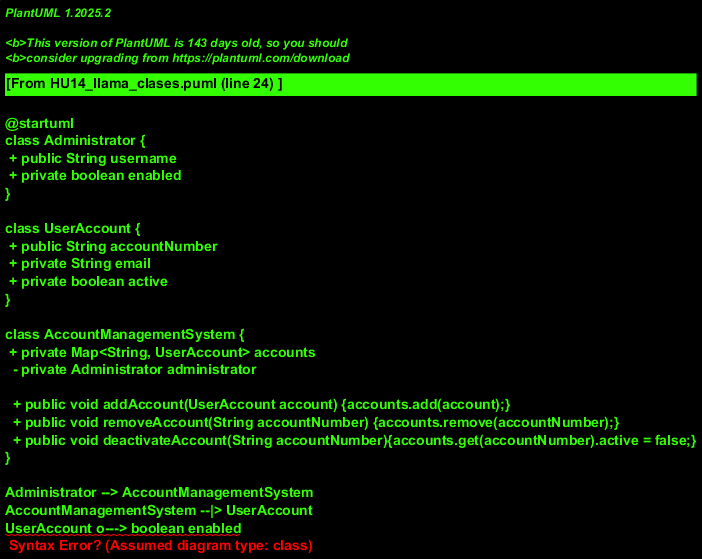 PlantUML 1.2025.2
<b>This version of PlantUML is 143 days old, so you should
<b>consider upgrading from https://plantuml.com/download
[From HU14_llama_clases.puml (line 24) ]
@startuml
class Administrator {
+ public String username
+ private boolean enabled
}
class UserAccount {
+ public String accountNumber
+ private String email
+ private boolean active
}
class AccountManagementSystem {
+ private Map<String, UserAccount> accounts
- private Administrator administrator
+ public void addAccount(UserAccount account) {accounts.add(account);}
+ public void removeAccount(String accountNumber) {accounts.remove(accountNumber);}
+ public void deactivateAccount(String accountNumber){accounts.get(accountNumber).active = false;}
}
Administrator --> AccountManagementSystem
AccountManagementSystem --|> UserAccount
UserAccount o---> boolean enabled
Syntax Error? (Assumed diagram type: class)